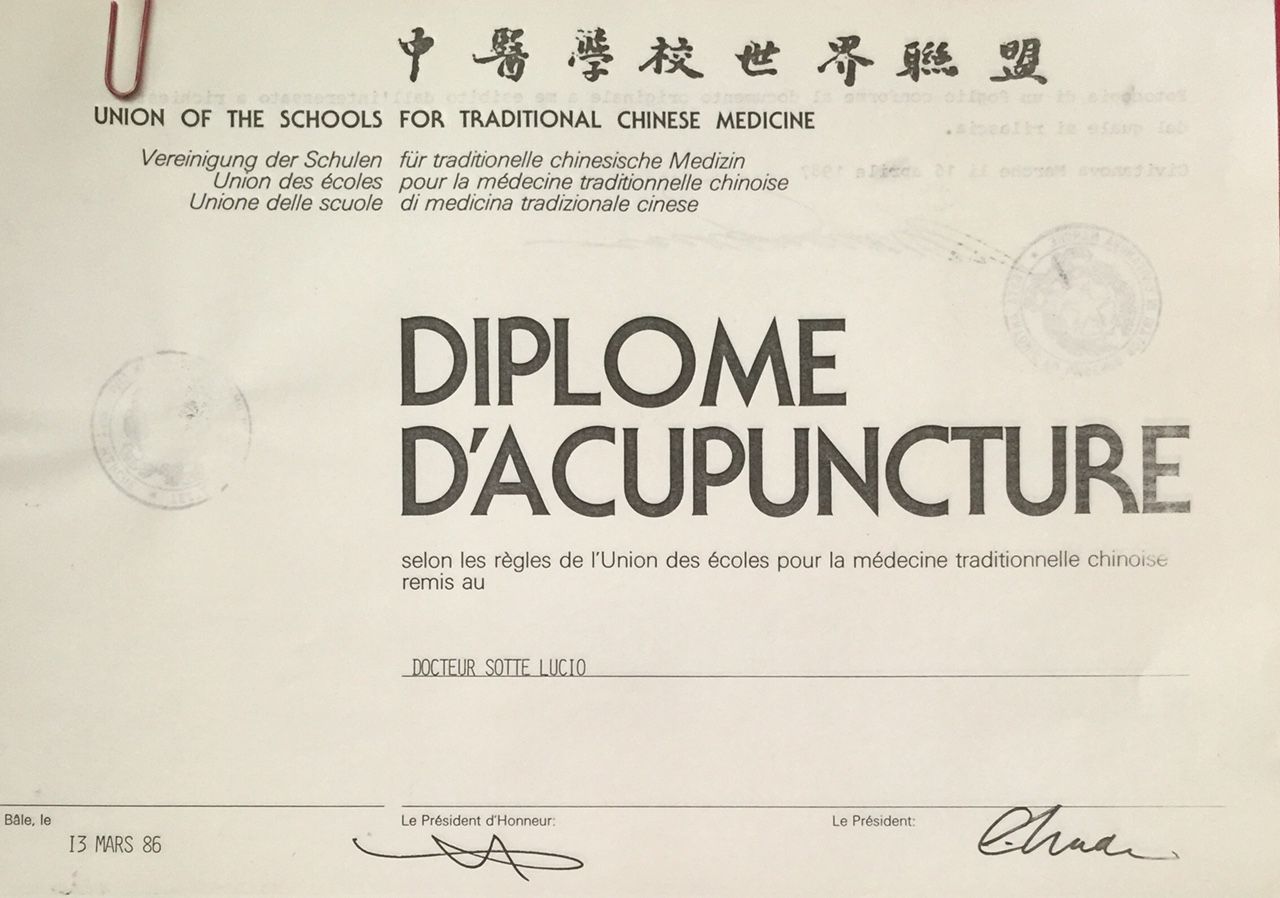 中醫學校世界聯盟
UNION OF THE SCHOOLS FOR TRADITIONAL CHINESE MEDICINE
Vereinigung der Schulen für traditionelle chinesische Medizin
Union des écoles pour la médecine traditionnelle chinoise
Unione delle scuole di medicina tradizionale cinese
DIPLOME
D'ACUPUNCTURE
selon les règles de l'Union des écoles pour la médecine traditionnelle chinoise
remis au
DOCTEUR SOTTE LUCIO
Bâle, le
13 MARS 86
Le Président d'Honneur:
Le Président: